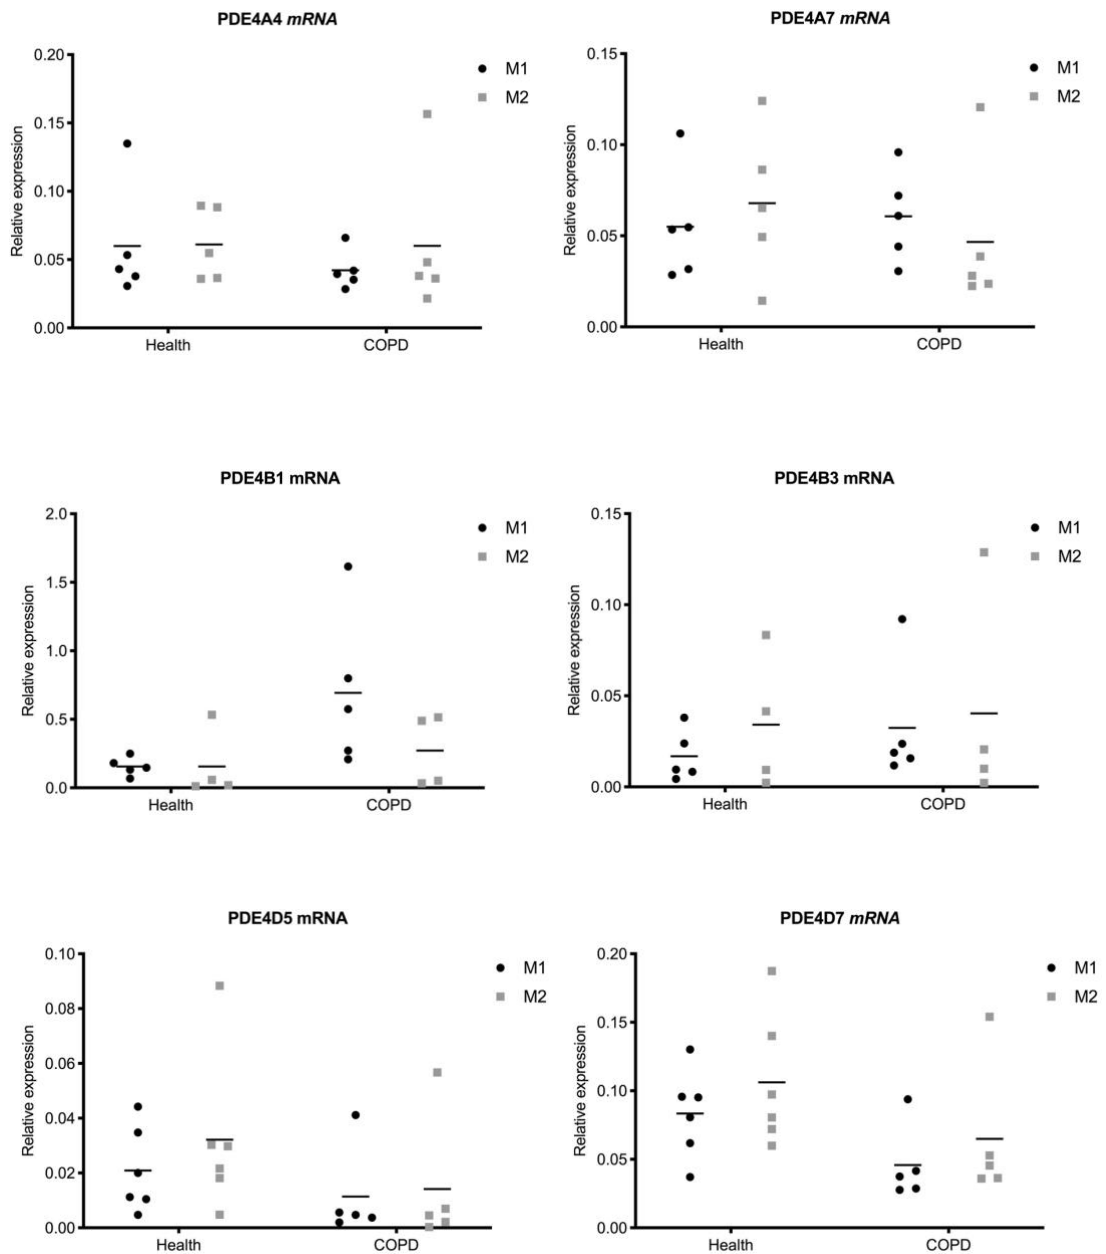 PDE4A4 mRNA
0.20
0.15
0.10
0.05
0.00
Relative expression
Health
COPD
M1
M2
PDE4A7 mRNA
0.15
0.10
0.05
0.00
Relative expression
Health
COPD
M1
M2
PDE4B1 mRNA
2.0
1.5
1.0
0.5
0.0
Relative expression
Health
COPD
M1
M2
PDE4B3 mRNA
0.15
0.10
0.05
0.00
Relative expression
Health
COPD
M1
M2
PDE4D5 mRNA
0.10
0.08
0.06
0.04
0.02
0.00
Relative expression
Health
COPD
M1
M2
PDE4D7 mRNA
0.20
0.15
0.10
0.05
0.00
Relative expression
Health
COPD
M1
M2